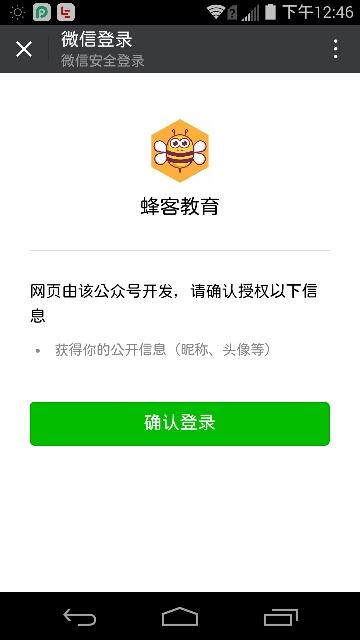 下午12:46
微信登录
微信安全登录
蜂客教育
网页由该公众号开发，请确认授权以下信
息
• 获得你的公开信息（昵称、头像等）
确认登录